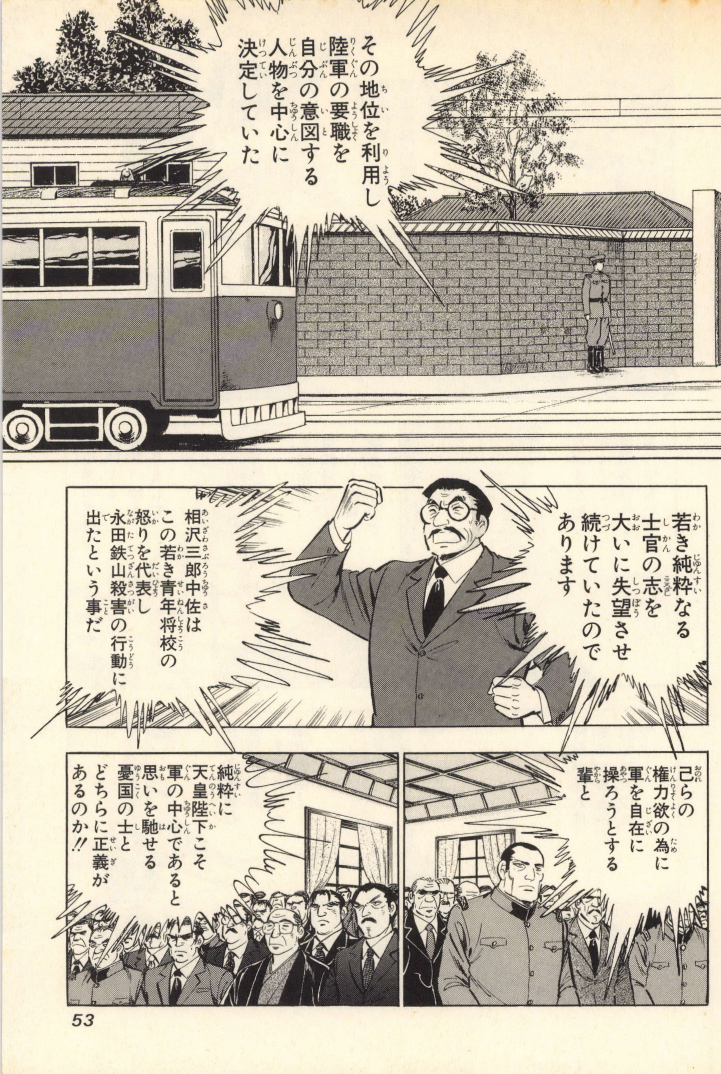 その地位を利用し
陸軍の要職を
自分の意図する
人物を中心に
決定していた
若き純粋なる
士官の志を
大いに失望させ
続けていたので
あります
相沢三郎中佐は
この若き青年将校の
怒りを代表し
永田鉄山殺害の行動に
出たという事だ
己らの
権力欲の為に
軍を自在に
操ろうとする
輩と
純粋に
天皇陛下こそ
軍の中心であると
思いを馳せる
憂国の士と
どちらに正義が
あるのか!!
53